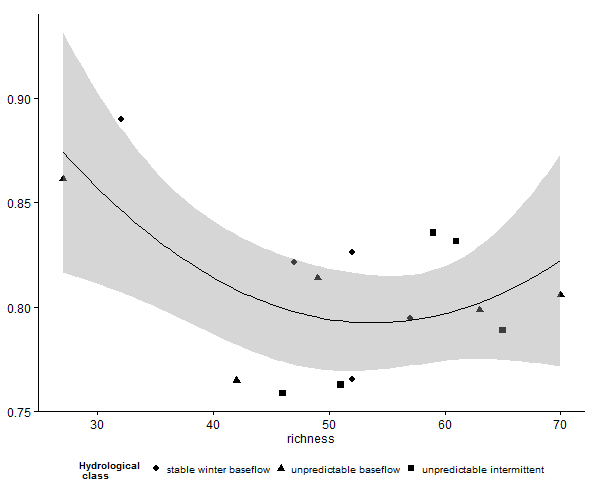 0.90
0.85
0.80
0.75
30 40 50 60 70
richness
Hydrological
class
stable winter baseflow unpredictable baseflow unpredictable intermittent